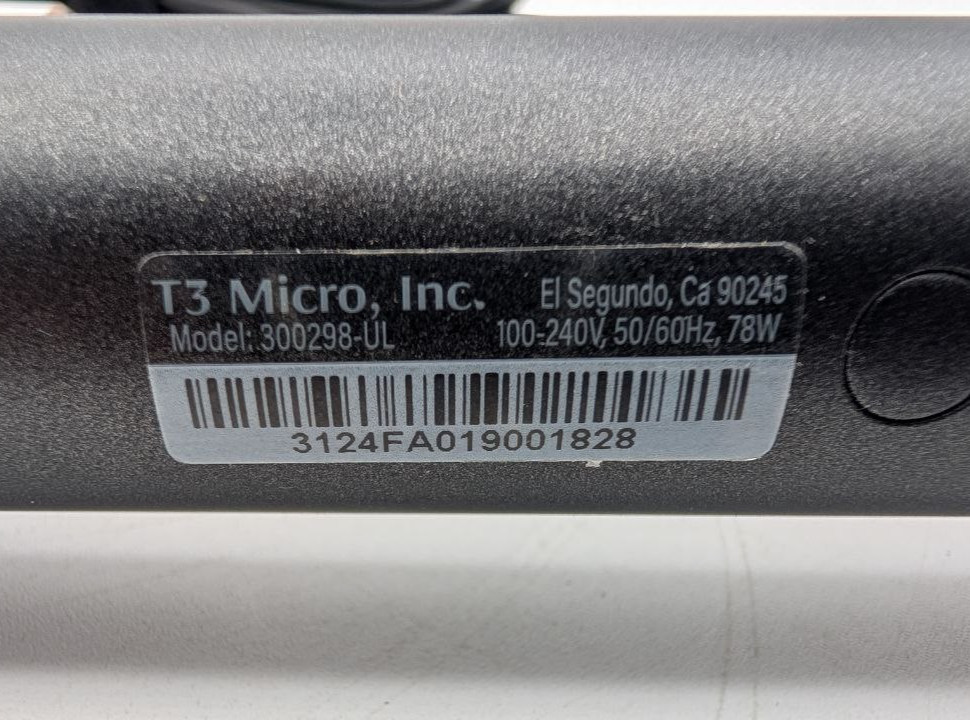 T3 Micro, Inc. El Segundo, Ca 90245
Model: 300298-UL 100-240V, 50/60Hz, 78W
3124FA019001828